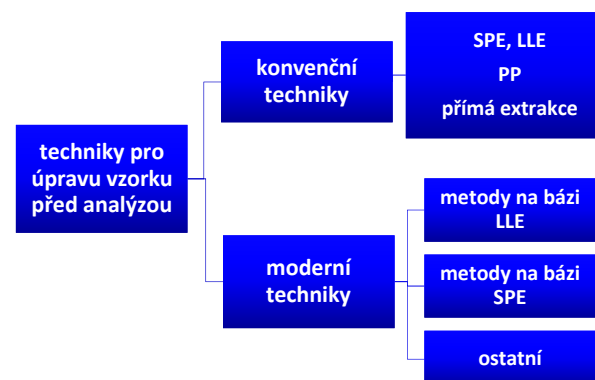 techniky pro
úpravu vzorku
před analýzou
konvenční
techniky
SPE, LLE
PP
přímá extrakce
moderní
techniky
metody na bázi
LLE
metody na bázi
SPE
ostatní